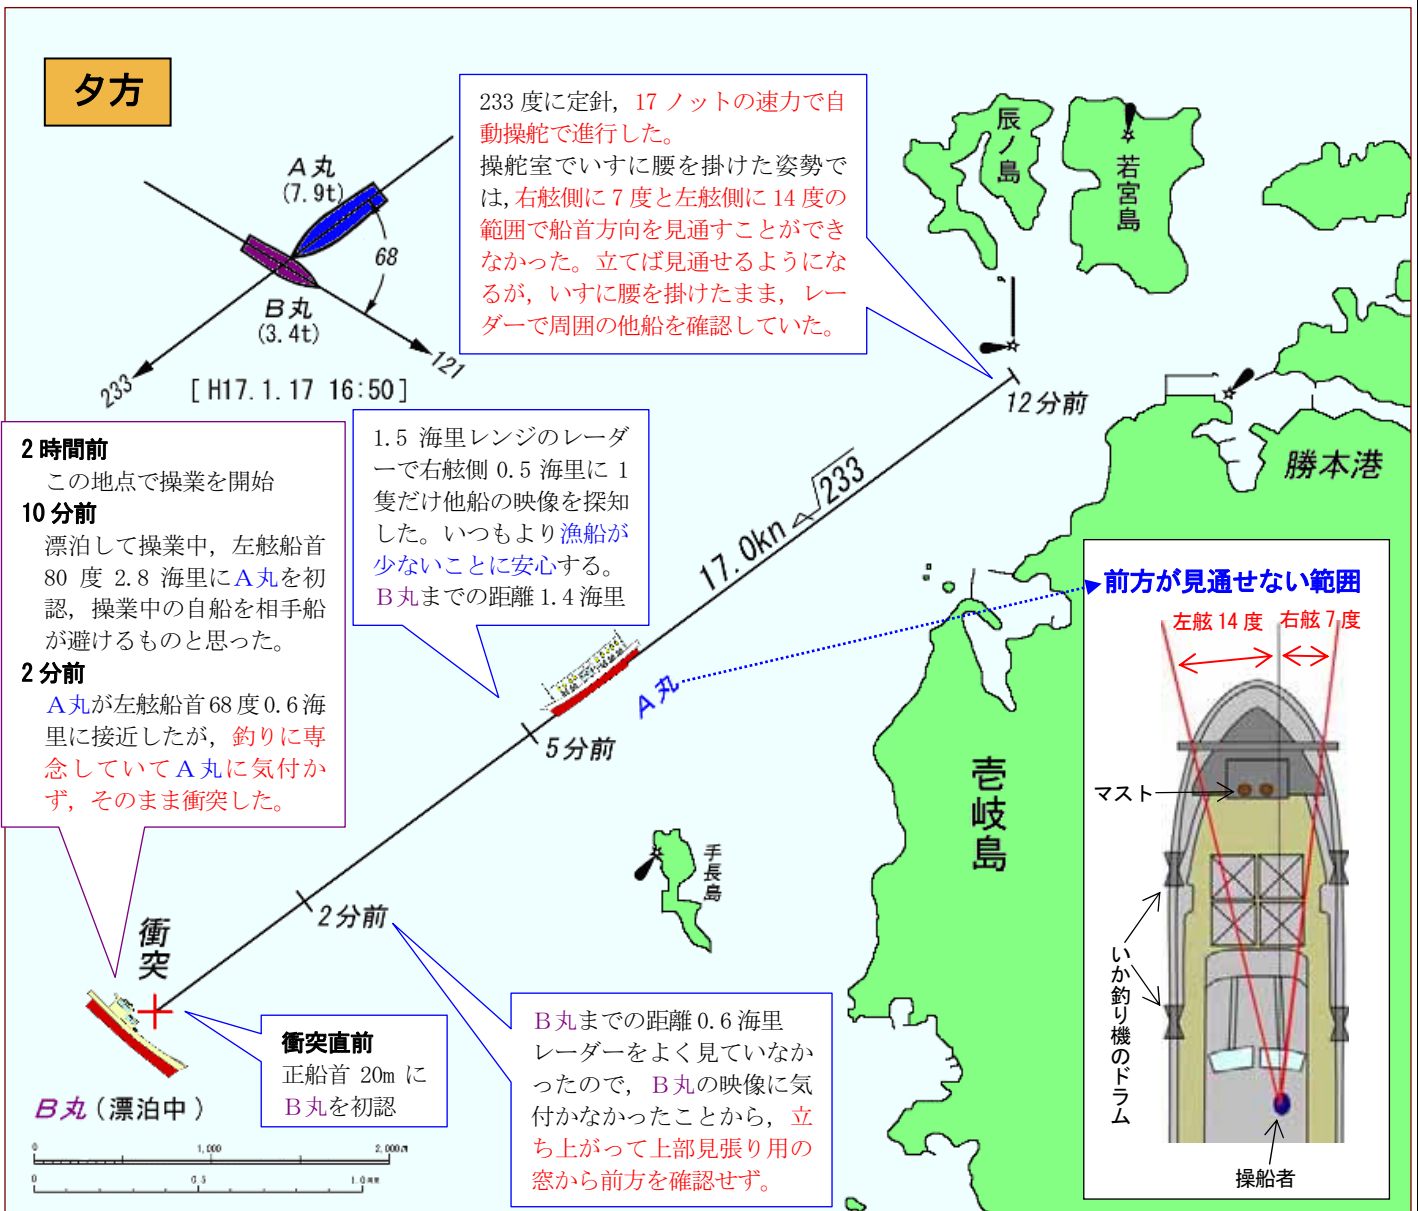 夕方
A丸
(7.9t)
68
B丸
(3.4t)
233
121
[H17.1.17 16:50]
233 度に定針，17 ノットの速力で自
動操舵で進行した。
操舵室でいすに腰を掛けた姿勢で
は，右舷側に 7 度と左舷側に 14 度の
範囲で船首方向を見通すことができ
なかった。立てば見通せるようにな
るが，いすに腰を掛けたまま，レー
ダーで周囲の他船を確認していた。
辰ノ島
若宮島
12分前
勝本港
2 時間前
この地点で操業を開始
10 分前
漂泊して操業中，左舷船首
80 度 2.8 海里にA丸を初
認，操業中の自船を相手船
が避けるものと思った。
2 分前
A丸が左舷船首 68 度 0.6 海
里に接近したが，釣りに専
念していてA丸に気付か
ず，そのまま衝突した。
1.5 海里レンジのレーダ
ーで右舷側 0.5 海里に 1
隻だけ他船の映像を探知
した。いつもより漁船が
少ないことに安心する。
B丸までの距離 1.4 海里
17.0kn
233
A丸
5分前
2分前
衝突
手長島
壱岐島
衝突直前
正船首 20m に
B丸を初認
B丸までの距離 0.6 海里
レーダーをよく見ていなか
ったので，B丸の映像に気
付かなかったことから，立
ち上がって上部見張り用の
窓から前方を確認せず。
B丸(漂泊中)
0 1,000 2,000m
0 0.5 1.0海里
前方が見通せない範囲
左舷 14 度 右舷 7 度
マスト
いか釣り機のドラム
操船者